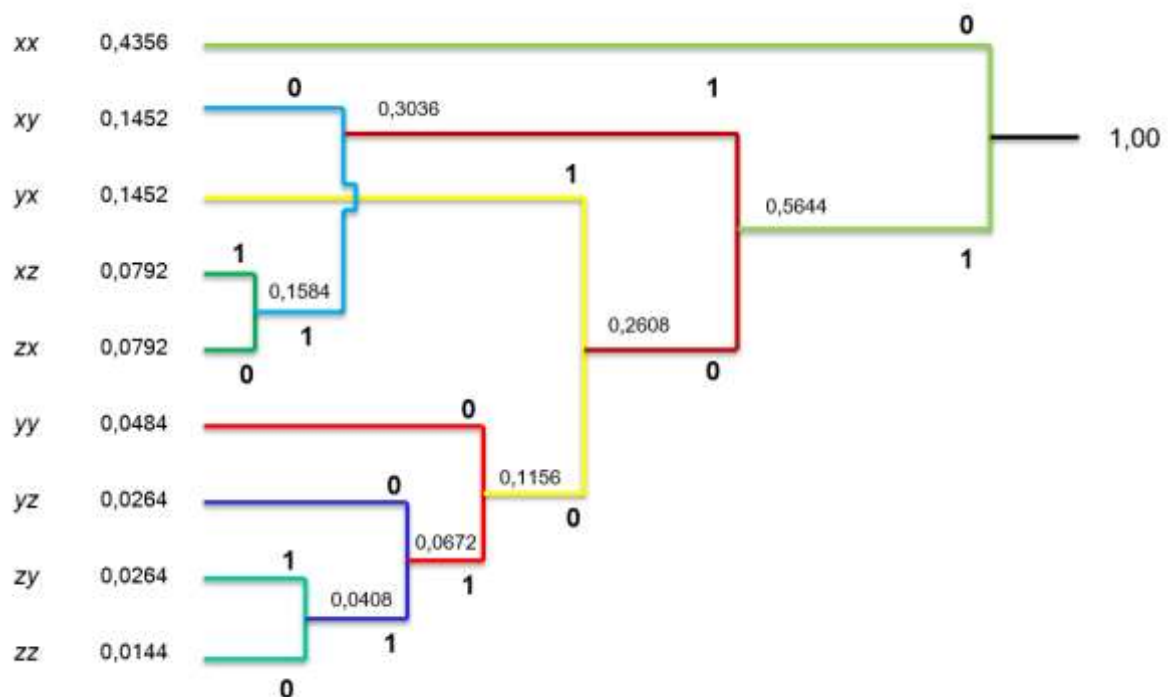 0
xx 0,4356
0 1
xy 0,1452 0,3036
1,00
1
yx 0,1452 0,5644
1 1
xz 0,0792 0,1584
1 0,2608
zx 0,0792
0 0
0
yy 0,0484
0 0,1156
yz 0,0264 0
0,0672
1 1
zy 0,0264 0,0408
1
zz 0,0144
0